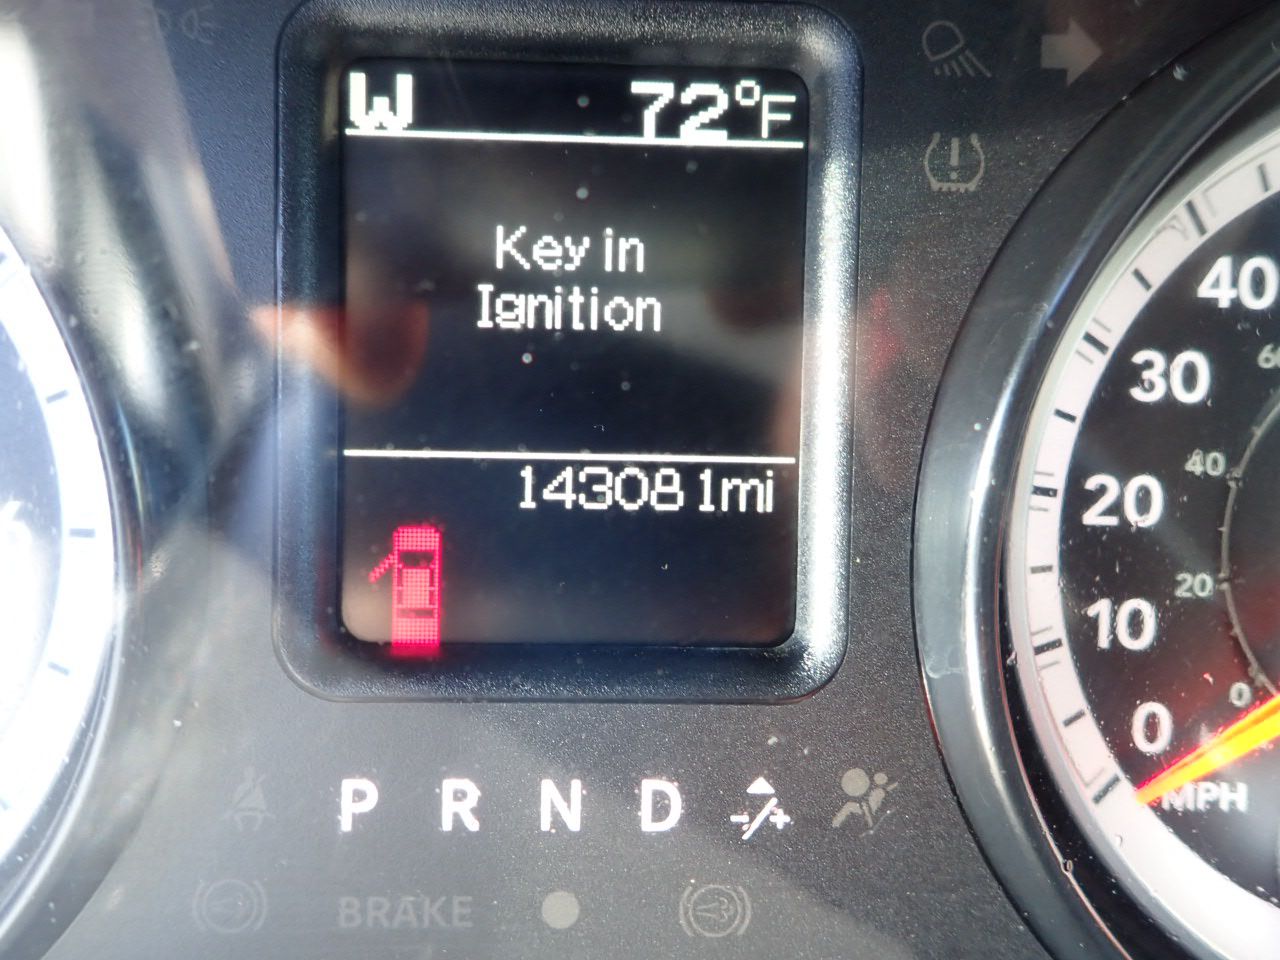 W 72°F
Key in
Ignition
143081mi
40
30
20
10
0
MPH
60
40
20
0
P R N D -/+
BRAKE